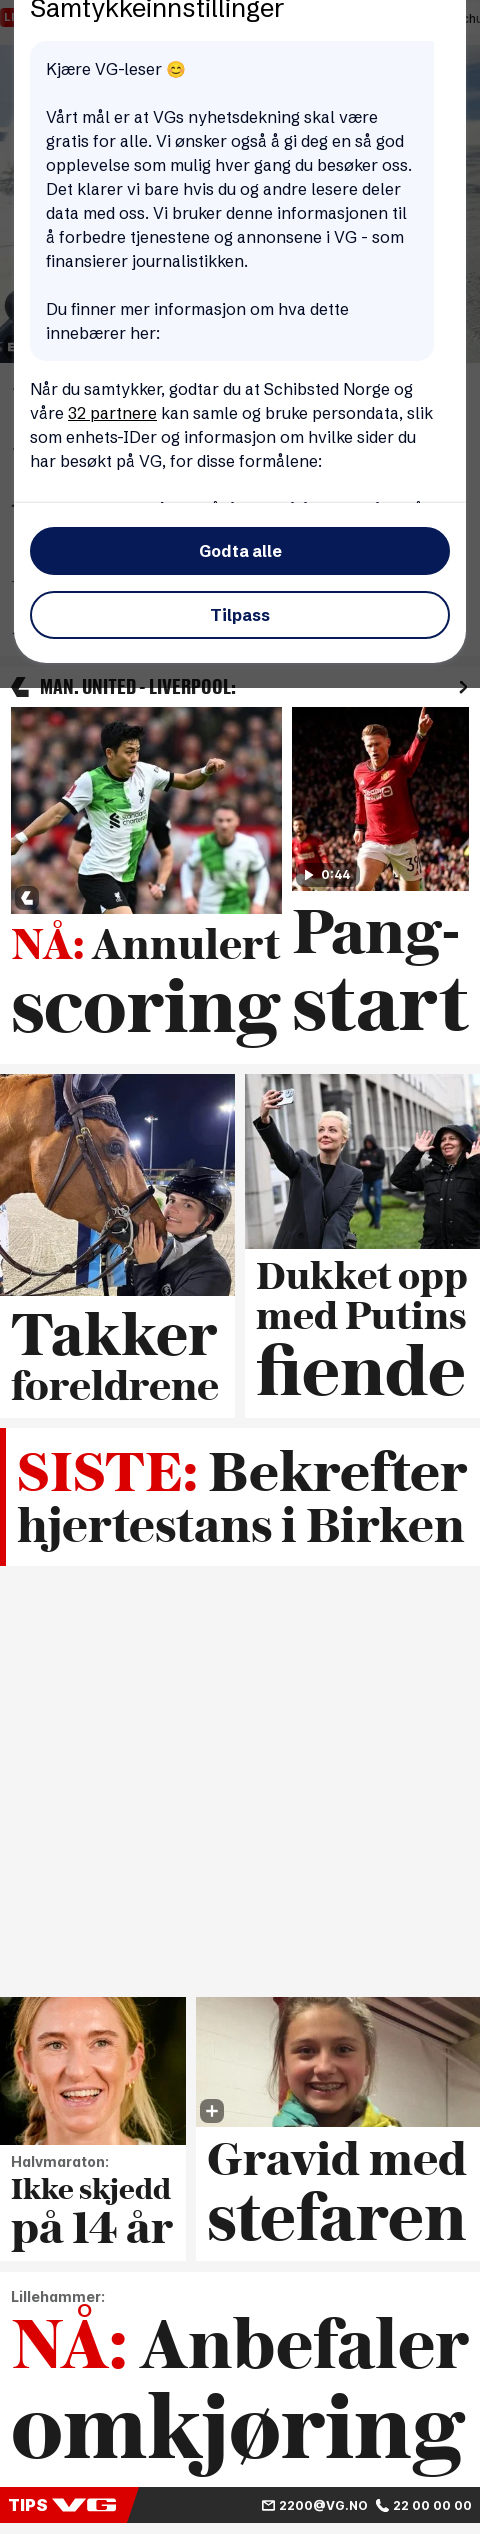 Samtykkeinnstillinger
Kjære VG-leser 😊
Vårt mål er at VGs nyhetsdekning skal være
gratis for alle. Vi ønsker også å gi deg en så god
opplevelse som mulig hver gang du besøker oss.
Det klarer vi bare hvis du og andre lesere deler
data med oss. Vi bruker denne informasjonen til
å forbedre tjenestene og annonsene i VG - som
finansierer journalistikken.
Du finner mer informasjon om hva dette
innebærer her:
Når du samtykker, godtar du at Schibsted Norge og
våre 32 partnere kan samle og bruke persondata, slik
som enhets-IDer og informasjon om hvilke sider du
har besøkt på VG, for disse formålene:
Godta alle
Tilpass
MAN. UNITED - LIVERPOOL:
0:44
NÅ: Annulert
scoring
Pang-
start
Takker
foreldrene
Dukket opp
med Putins
fiende
SISTE: Bekrefter
hjertestans i Birken
Halvmaraton:
Ikke skjedd
på 14 år
Gravid med
stefaren
Lillehammer:
NÅ: Anbefaler
omkjøring
TIPS VG
2200@VG.NO 22 00 00 00